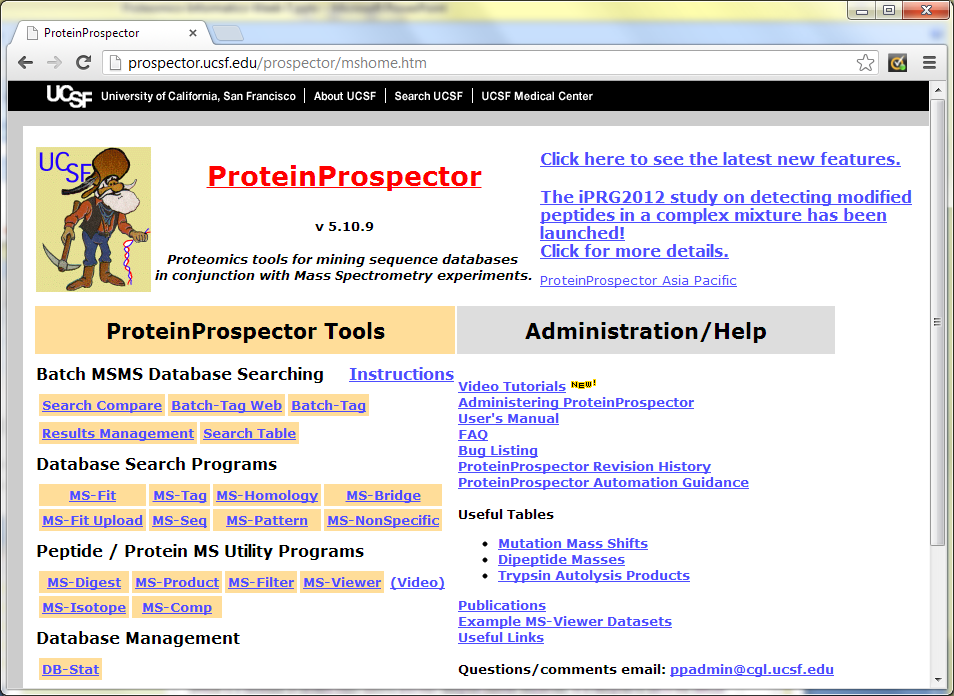 ProteinProspector
prospector.ucsf.edu/prospector/mshome.htm
UCSF University of California, San Francisco About UCSF Search UCSF UCSF Medical Center
UCSF
ProteinProspector
v 5.10.9
Proteomics tools for mining sequence databases
in conjunction with Mass Spectrometry experiments.
Click here to see the latest new features.
The iPRG2012 study on detecting modified
peptides in a complex mixture has been
launched!
Click for more details.
ProteinProspector Asia Pacific
ProteinProspector Tools
Batch MSMS Database Searching Instructions
Search Compare Batch-Tag Web Batch-Tag
Results Management Search Table
Database Search Programs
MS-Fit MS-Tag MS-Homology MS-Bridge
MS-Fit Upload MS-Seq MS-Pattern MS-NonSpecific
Peptide / Protein MS Utility Programs
MS-Digest MS-Product MS-Filter MS-Viewer (Video)
MS-Isotope MS-Comp
Database Management
DB-Stat
Administration/Help
Video Tutorials NEW!
Administering ProteinProspector
User's Manual
FAQ
Bug Listing
ProteinProspector Revision History
ProteinProspector Automation Guidance
Useful Tables
Mutation Mass Shifts
Dipeptide Masses
Trypsin Autolysis Products
Publications
Example MS-Viewer Datasets
Useful Links
Questions/comments email: ppadmin@cgl.ucsf.edu